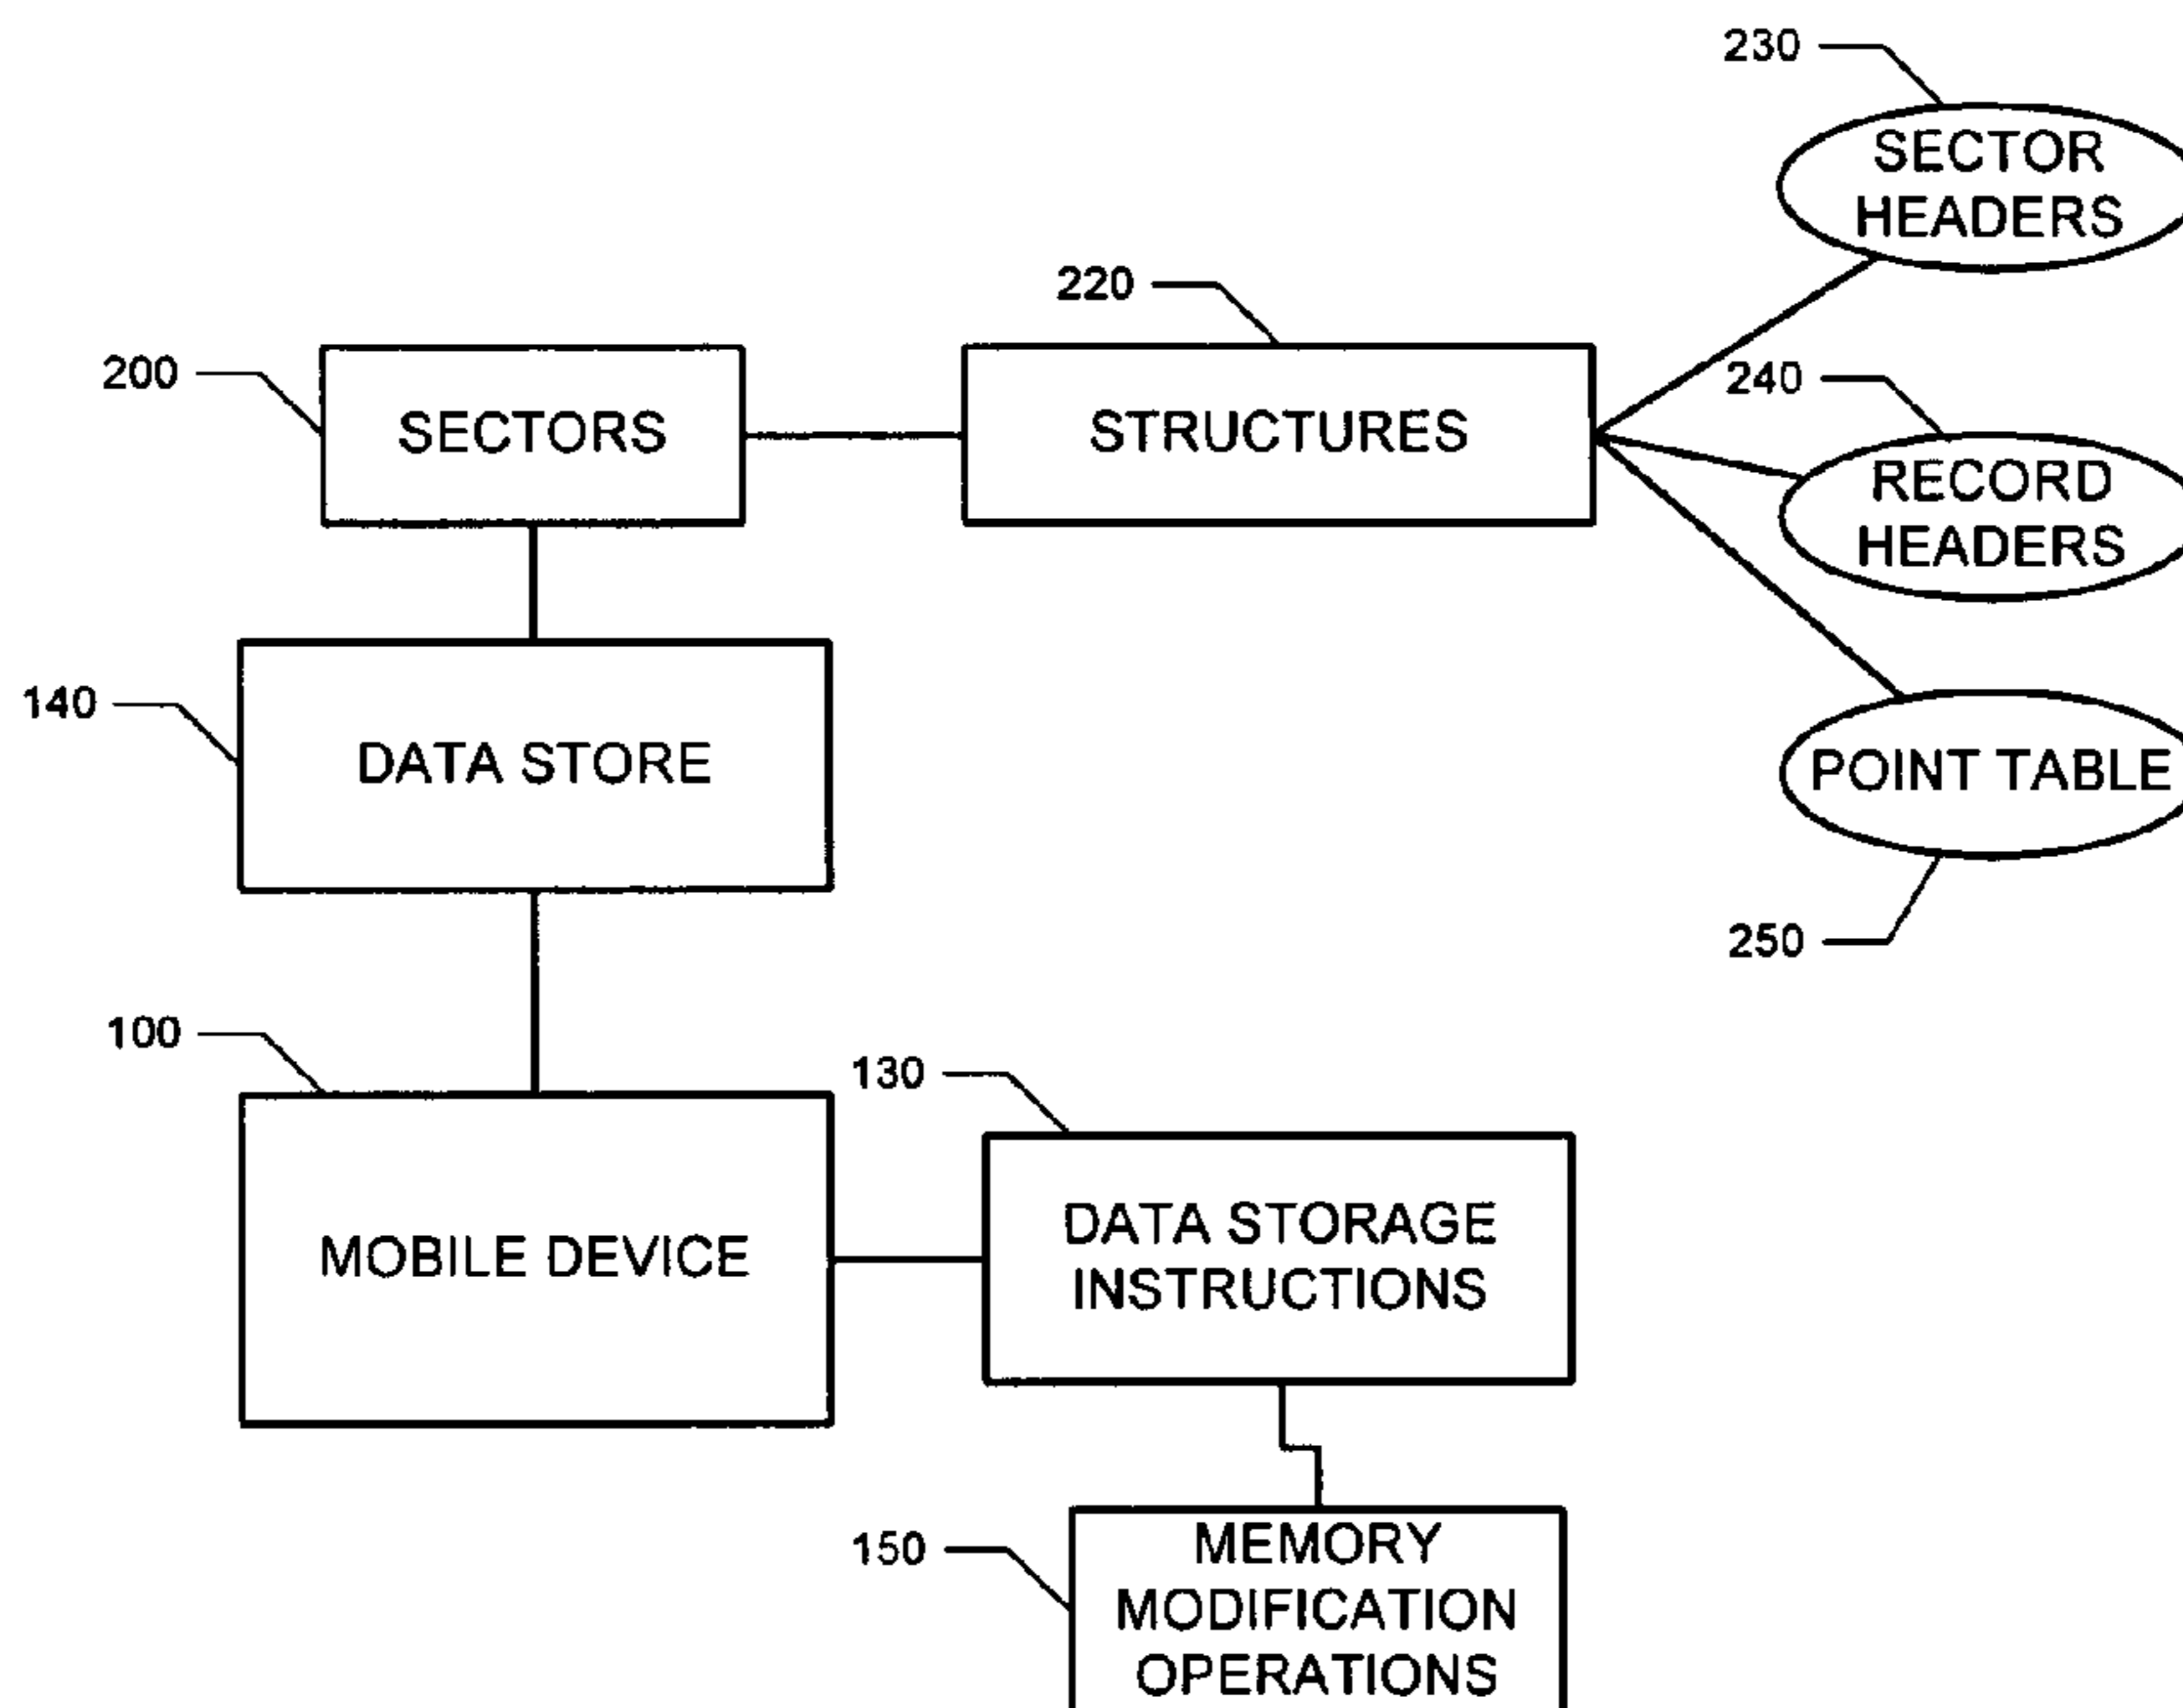 230
SECTOR
HEADERS
220
200
SECTORS
STRUCTURES
240
RECORD
HEADERS
140
DATA STORE
POINT TABLE
250
100
130
MOBILE DEVICE
DATA STORAGE
INSTRUCTIONS
150
MEMORY
MODIFICATION
OPERATIONS